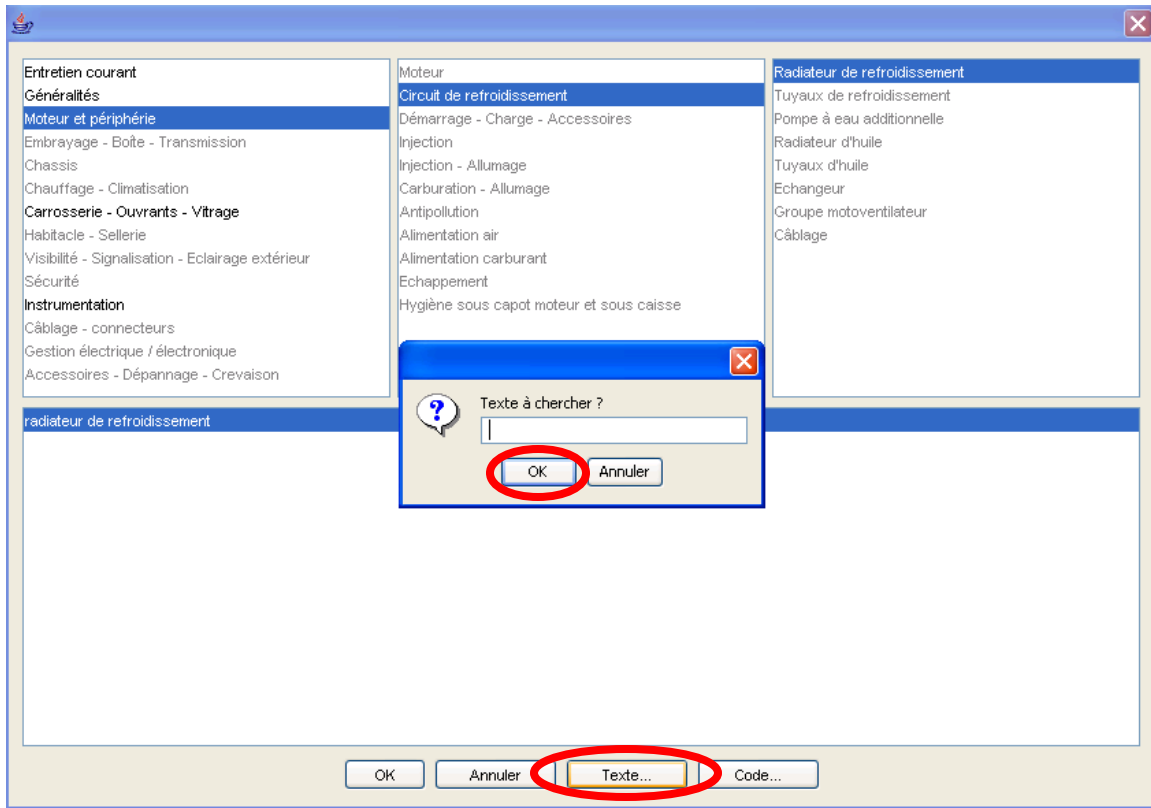 Entretien courant
Généralités
Moteur et périphérie
Embrayage - Boîte - Transmission
Chassis
Chauffage - Climatisation
Carrosserie - Ouvrants - Vitrage
Habitacle - Sellerie
Visibilité - Signalisation - Eclairage extérieur
Sécurité
Instrumentation
Câblage - connecteurs
Gestion électrique / électronique
Accessoires - Dépannage - Crevaison
Moteur
Circuit de refroidissement
Démarrage - Charge - Accessoires
Injection
Injection - Allumage
Carburation - Allumage
Antipollution
Alimentation air
Alimentation carburant
Echappement
Hygiène sous capot moteur et sous caisse
Radiateur de refroidissement
Tuyaux de refroidissement
Pompe à eau additionnelle
Radiateur d'huile
Tuyaux d'huile
Echangeur
Groupe motoventilateur
Câblage
radiateur de refroidissement
Texte à chercher ?
OK Annuler
OK Annuler Texte... Code...